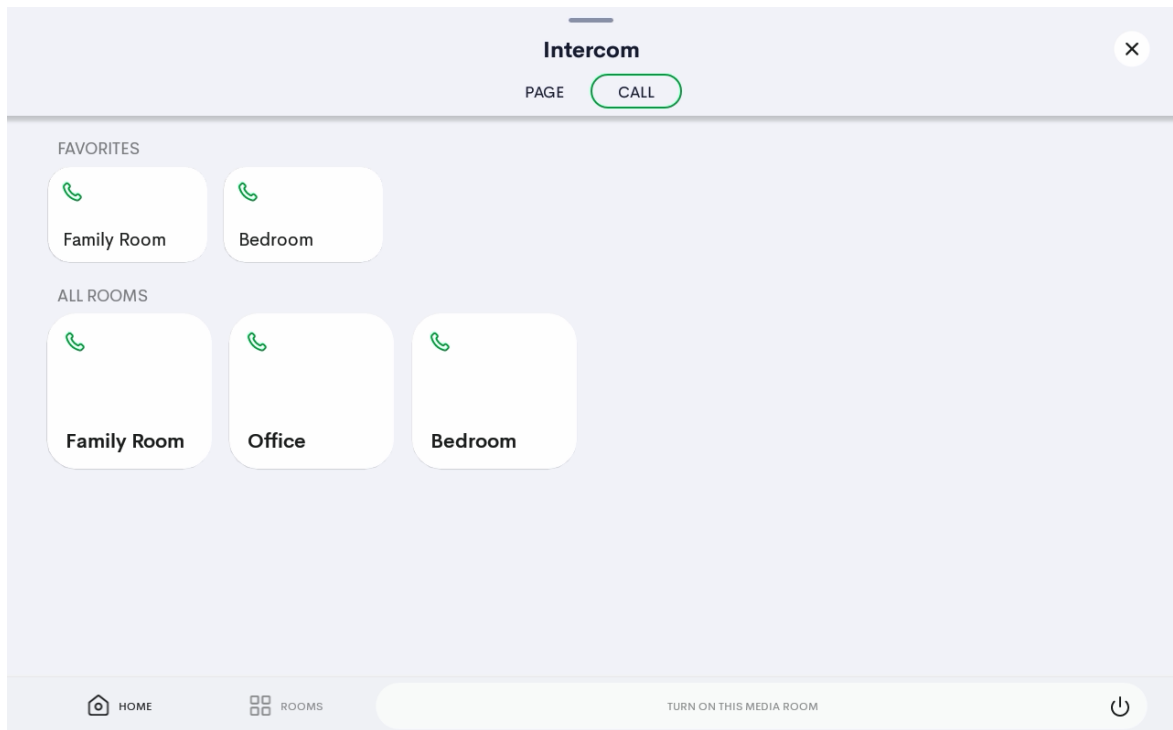 Intercom
PAGE CALL
FAVORITES
Family Room Bedroom
ALL ROOMS
Family Room Office Bedroom
HOME ROOMS TURN ON THIS MEDIA ROOM